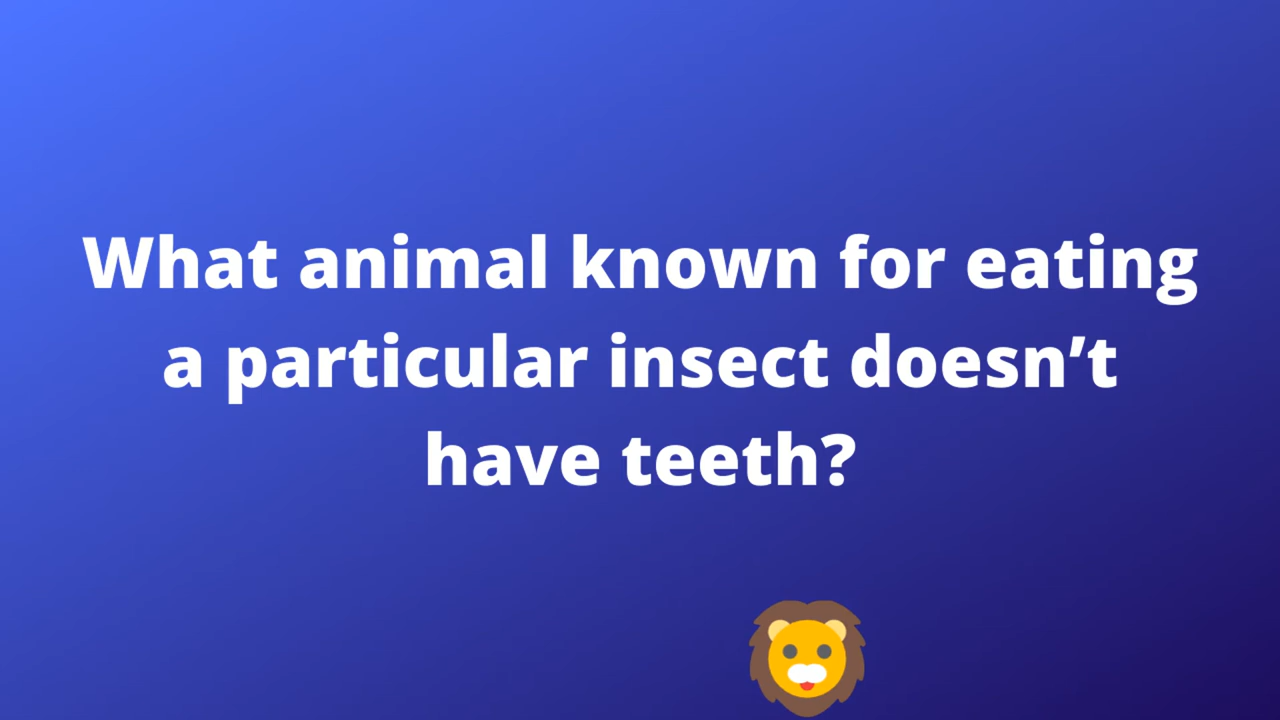 What animal known for eating
a particular insect doesn’t
have teeth?